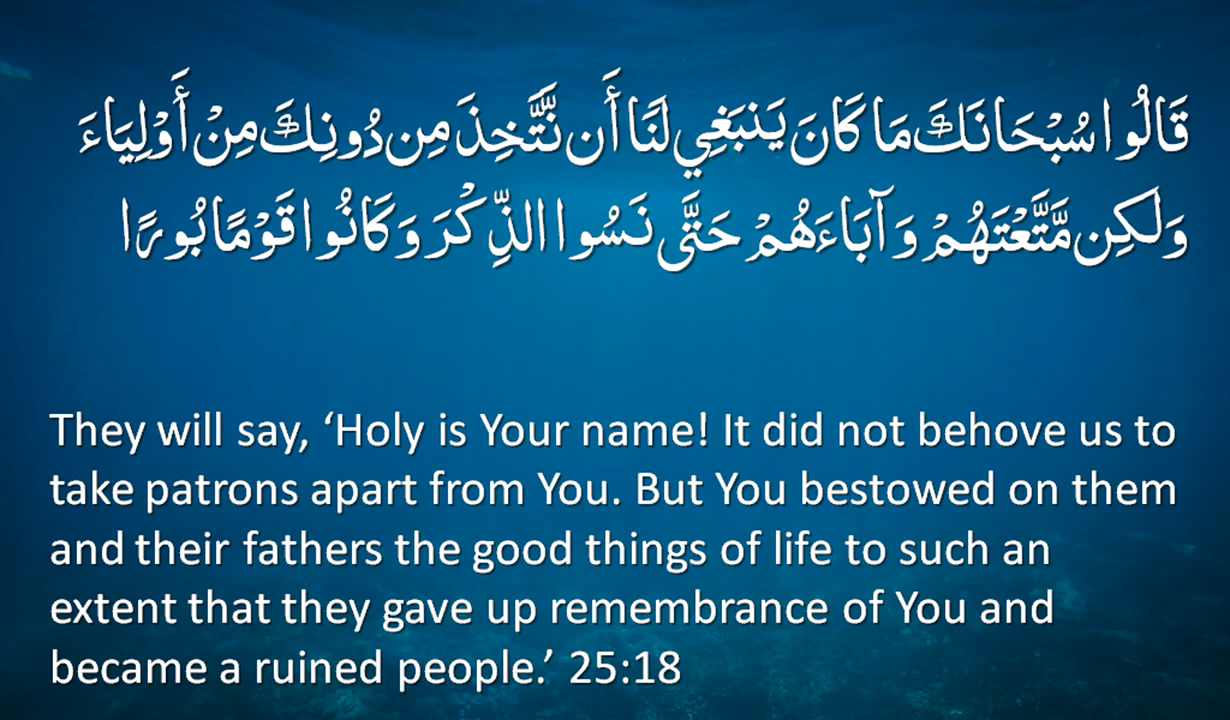 قَالُوا سُبْحَانَكَ مَا كَانَ يَنبَغِي لَنَا أَن نَّتَّخِذَ مِن دُونِكَ مِنْ أَوْلِيَاءَ
وَلَٰكِن مَّتَّعْتَهُمْ وَآبَاءَهُمْ حَتَّى نَسُوا الذِّكْرَ وَكَانُوا قَوْمًا بُورًا
They will say, ‘Holy is Your name! It did not behove us to
take patrons apart from You. But You bestowed on them
and their fathers the good things of life to such an
extent that they gave up remembrance of You and
became a ruined people.’ 25:18